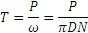 T = P/ω = P/πDN